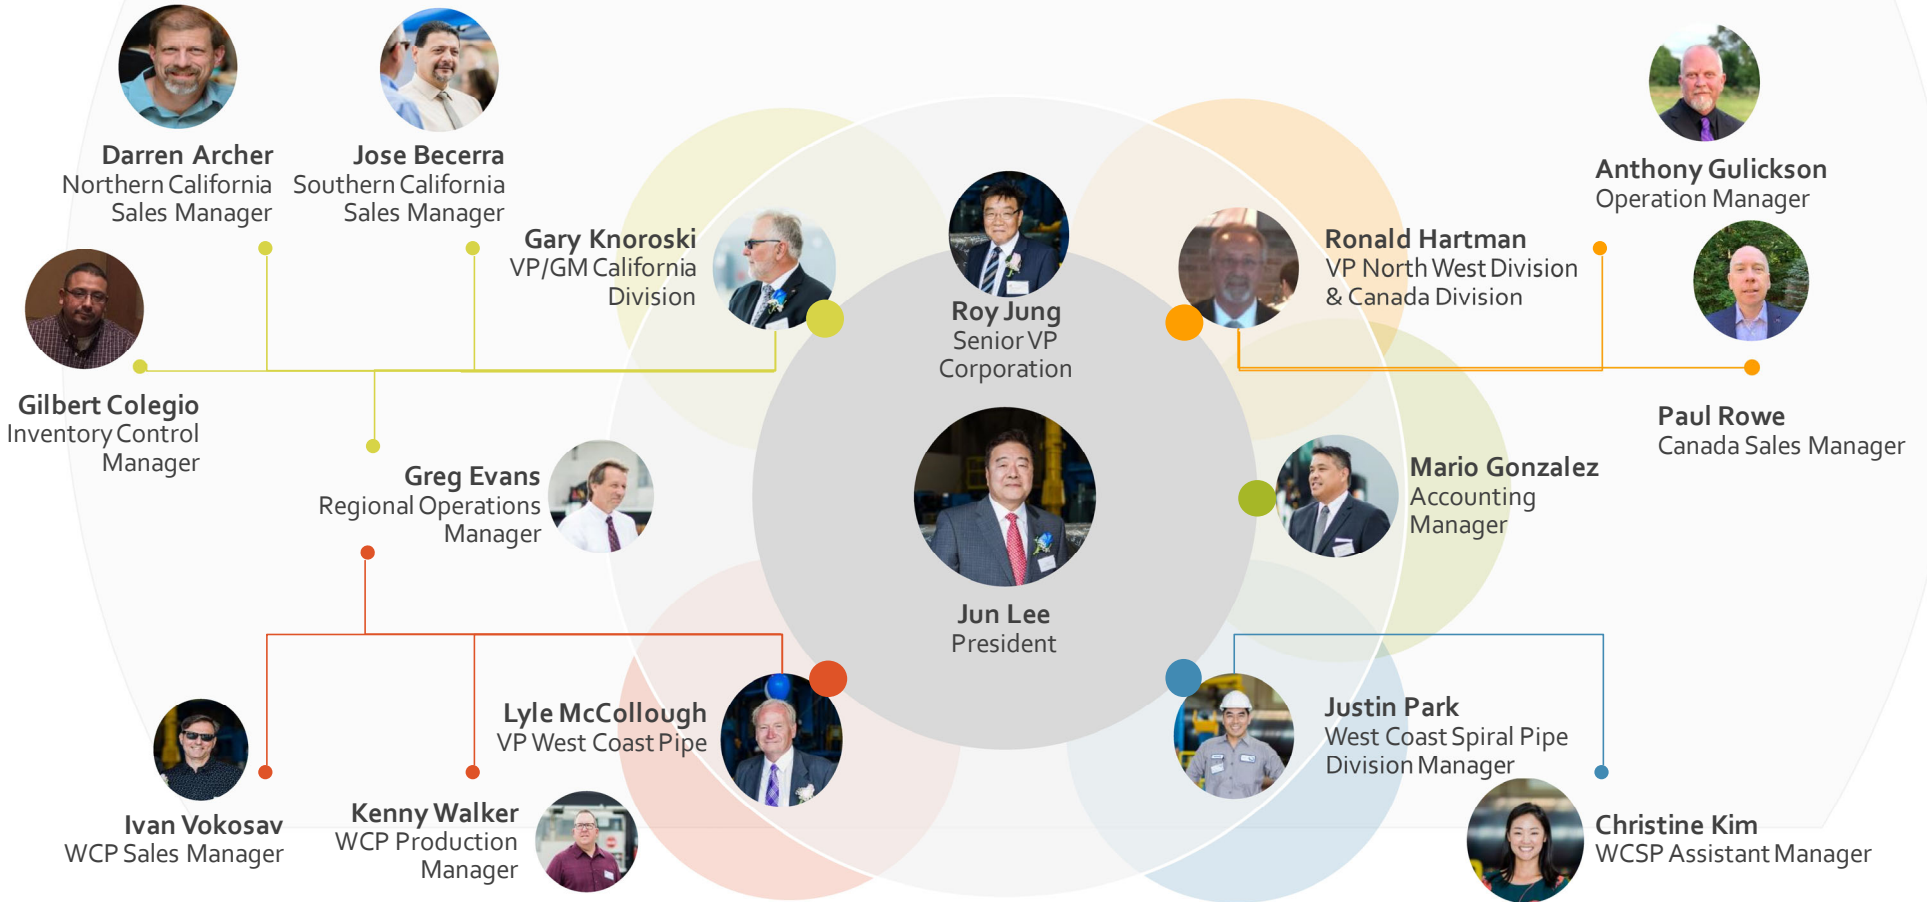 Darren Archer
Northern California
Sales Manager
Jose Becerra
Southern California
Sales Manager
Gary Knoroski
VP/GM California
Division
Roy Jung
Senior VP
Corporation
Ronald Hartman
VP North West Division
& Canada Division
Anthony Gulickson
Operation Manager
Gilbert Colegio
Inventory Control
Manager
Paul Rowe
Canada Sales Manager
Greg Evans
Regional Operations
Manager
Mario Gonzalez
Accounting
Manager
Jun Lee
President
Lyle McCollough
VP West Coast Pipe
Justin Park
West Coast Spiral Pipe
Division Manager
Ivan Vokosav
WCP Sales Manager
Kenny Walker
WCP Production
Manager
Christine Kim
WCSP Assistant Manager